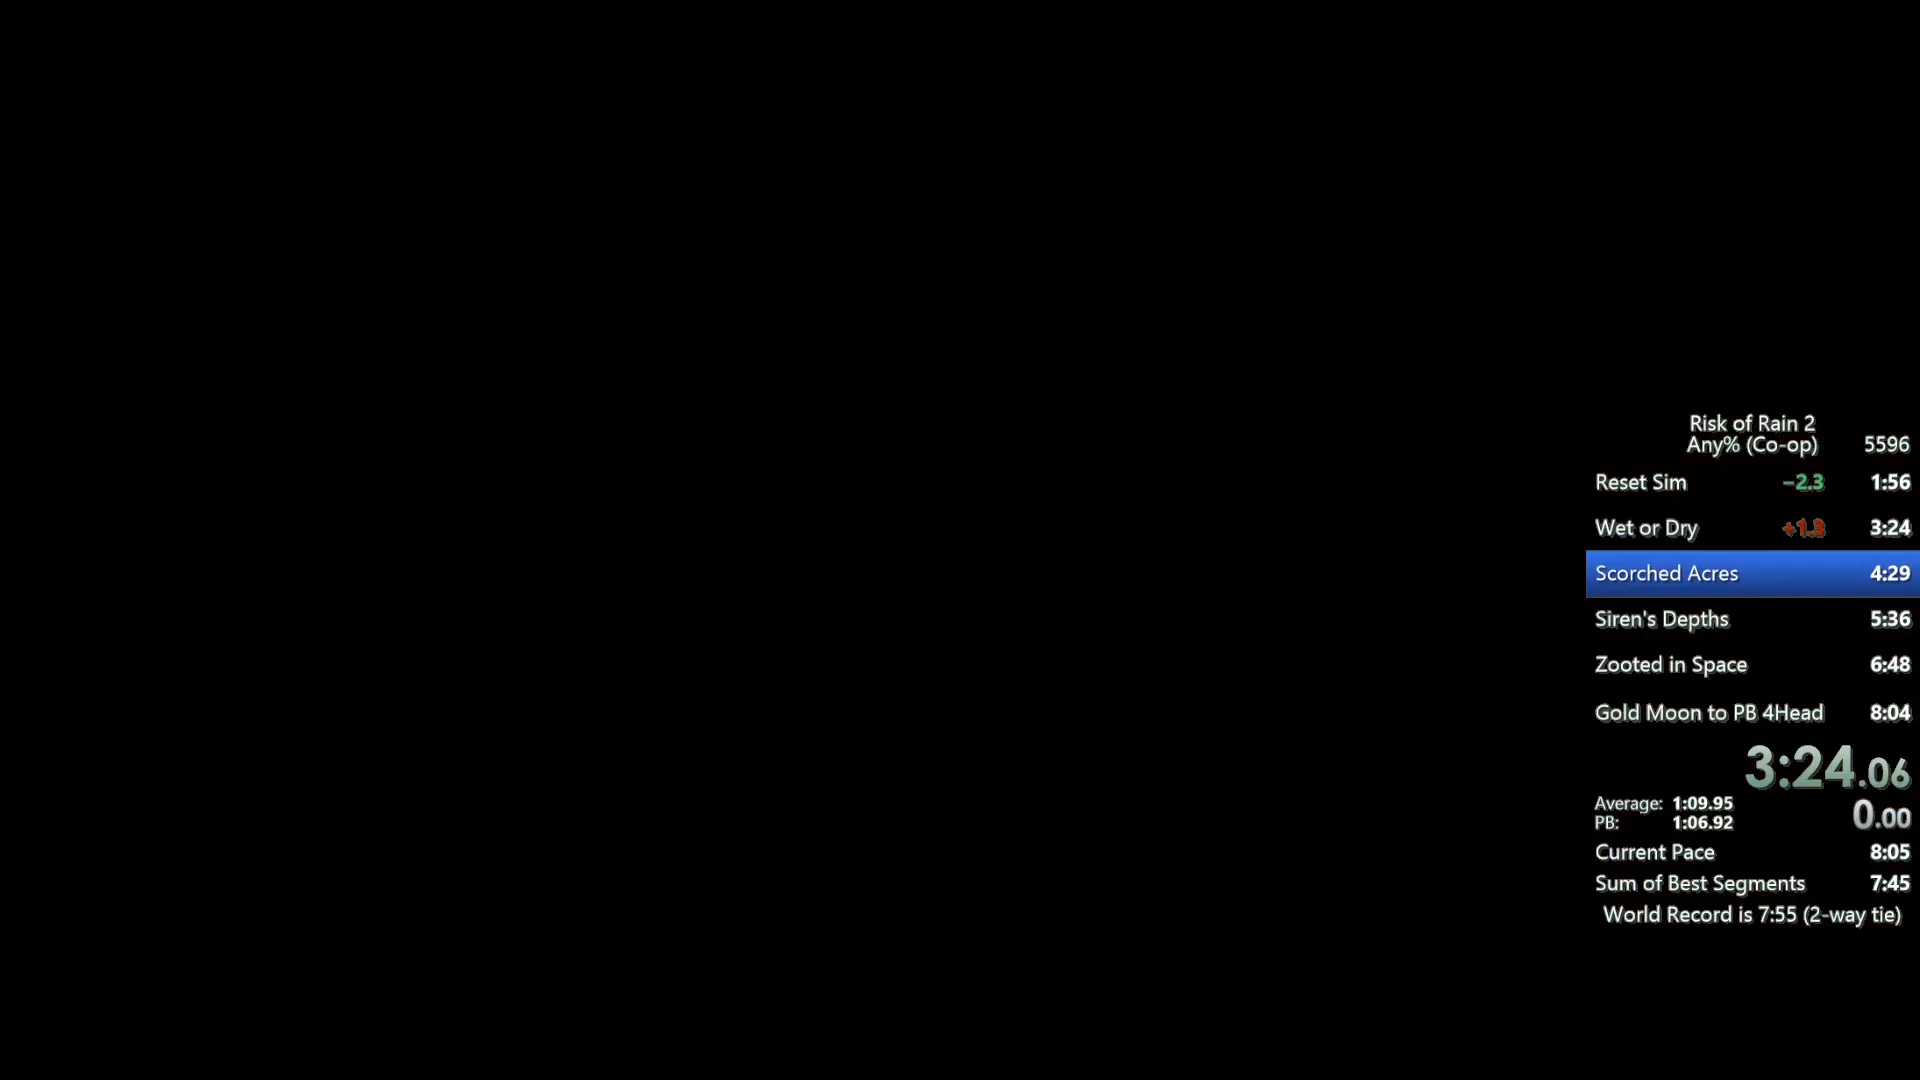 Risk of Rain 2
Any% (Co-op) 5596
Reset Sim −2.3 1:56
Wet or Dry +1.3 3:24
Scorched Acres 4:29
Siren's Depths 5:36
Zooted in Space 6:48
Gold Moon to PB 4Head 8:04
3:24.06
Average: 1:09.95
PB: 1:06.92
0.00
Current Pace 8:05
Sum of Best Segments 7:45
World Record is 7:55 (2-way tie)